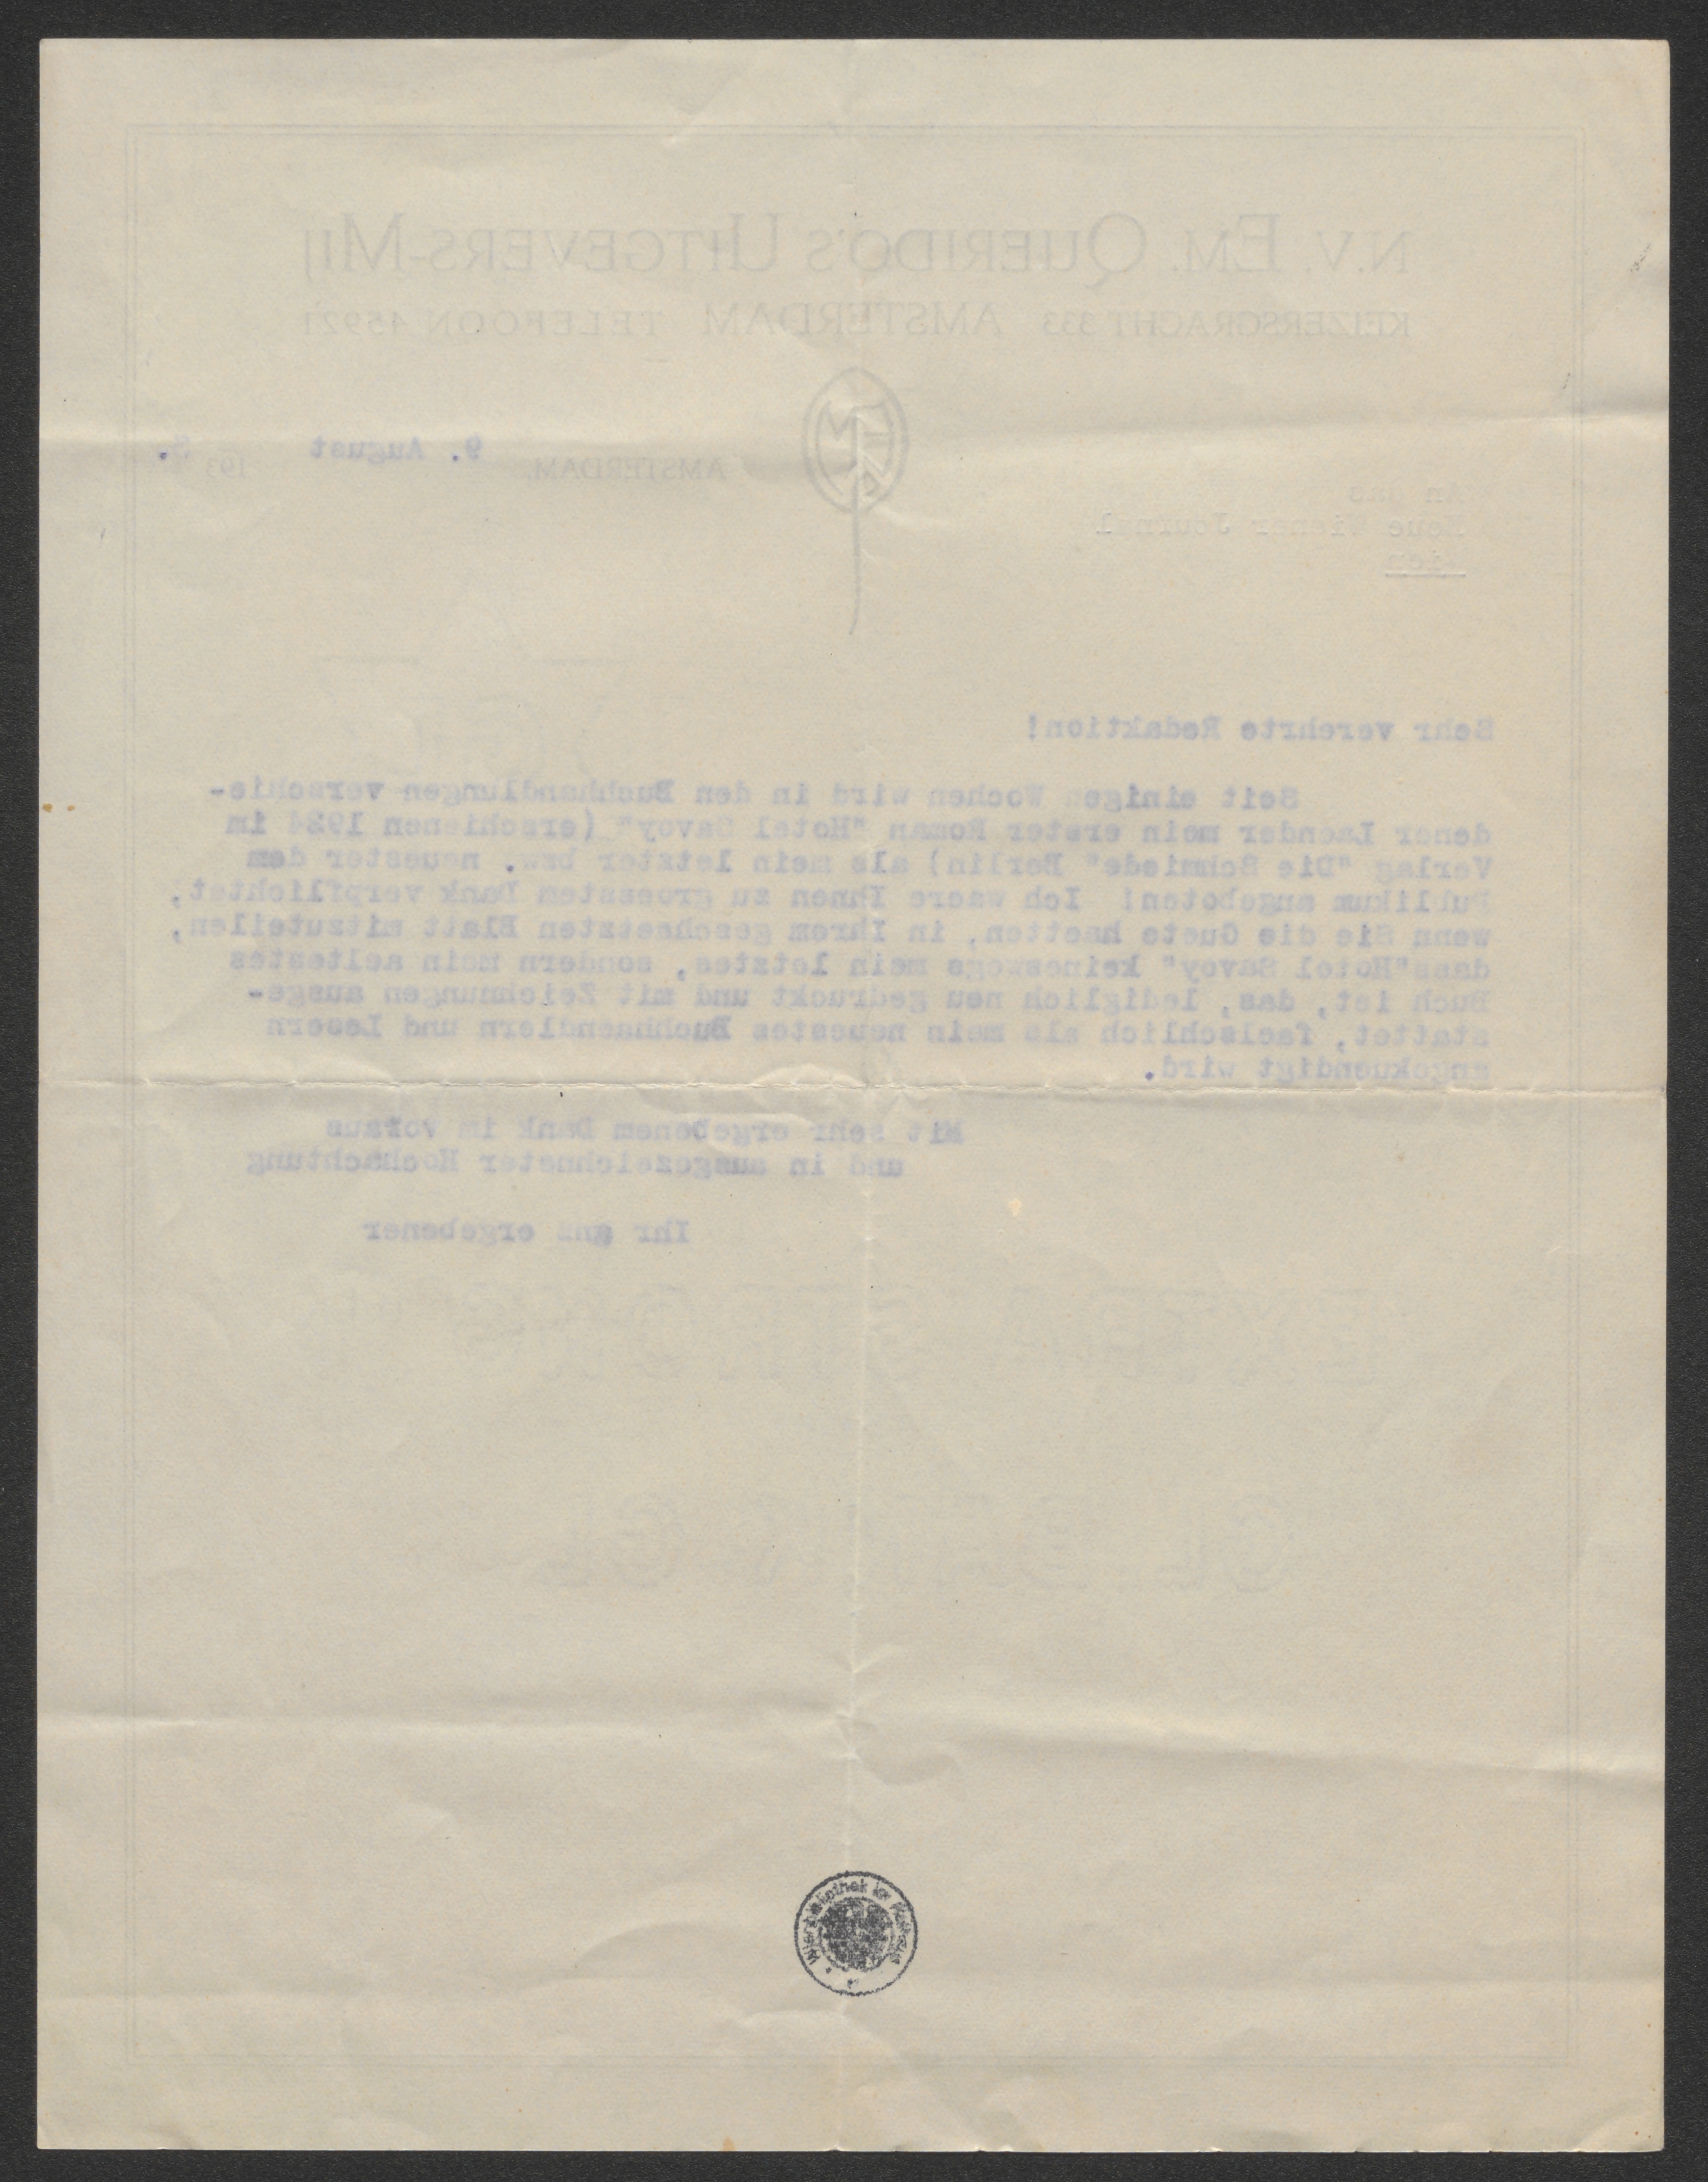 N.V. EM. QUERIDO'S UITGEVERS-MIJ
KEIZERSGRACHT 333 AMSTERDAM TELEFOON 45921
AMSTERDAM, 9. August 193 5.
An das
Neue Wiener Journal
Wien
Sehr verehrte Redaktion!
Seit einigen Wochen wird in den Buchhandlungen verschie-
dener Laender mein erster Roman "Hotel Savoy" (erschienen 1924 im
Verlag "Die Schmiede" Berlin) als mein letzter bzw. neuester dem
Publikum angeboten! Ich waere Ihnen zu groesstem Dank verpflichtet,
wenn Sie die Guete haetten, in Ihrem geschaetzten Blatt mitzuteilen,
dass "Hotel Savoy" keineswegs mein letztes, sondern mein aeltestes
Buch ist, das, lediglich neu gedruckt und mit Zeichnungen ausge-
stattet, faelschlich als mein neuestes Buchhaendlern und Lesern
angekuendigt wird.
Mit sehr ergebenem Dank im voraus
und in ausgezeichneter Hochachtung
Ihr ganz ergebener